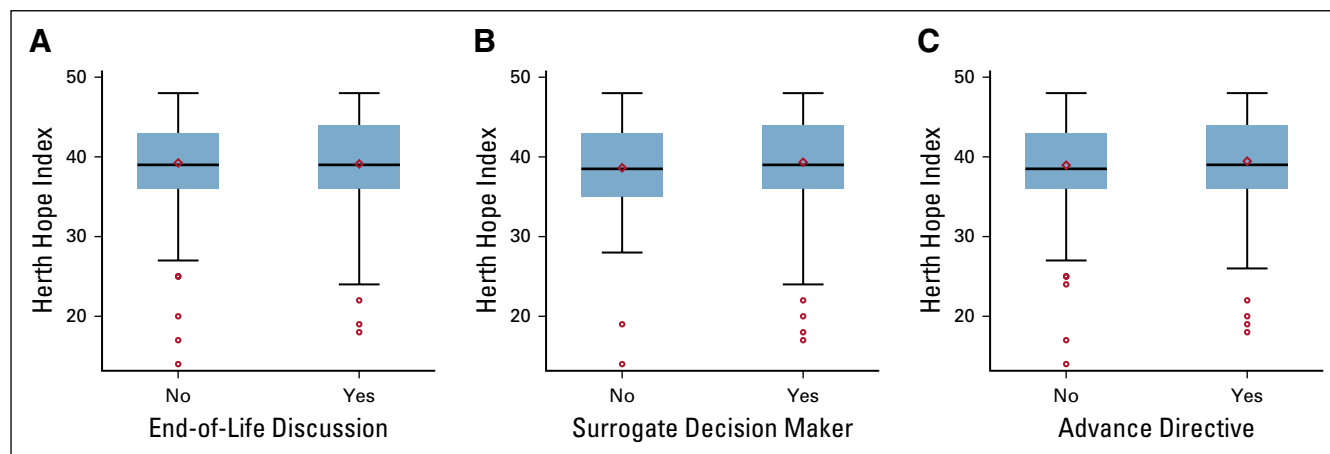 A
Herth Hope Index
50
40
30
20
No
Yes
End-of-Life Discussion
B
Herth Hope Index
50
40
30
20
No
Yes
Surrogate Decision Maker
C
Herth Hope Index
50
40
30
20
No
Yes
Advance Directive